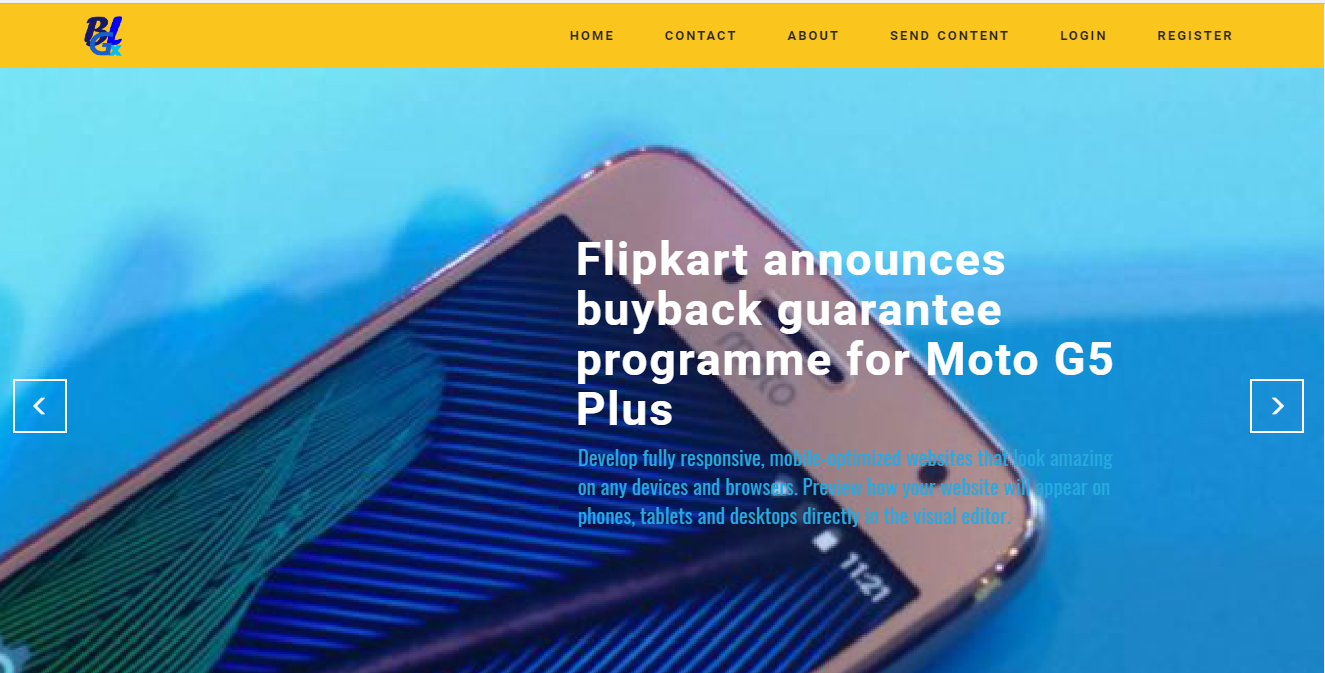 BLGx
HOME CONTACT ABOUT SEND CONTENT LOGIN REGISTER
Flipkart announces
buyback guarantee
programme for Moto G5
Plus
moto
Develop fully responsive, mobile-optimized websites that look amazing
on any devices and browsers. Preview how your website will appear on
phones, tablets and desktops directly in the visual editor.
11:21